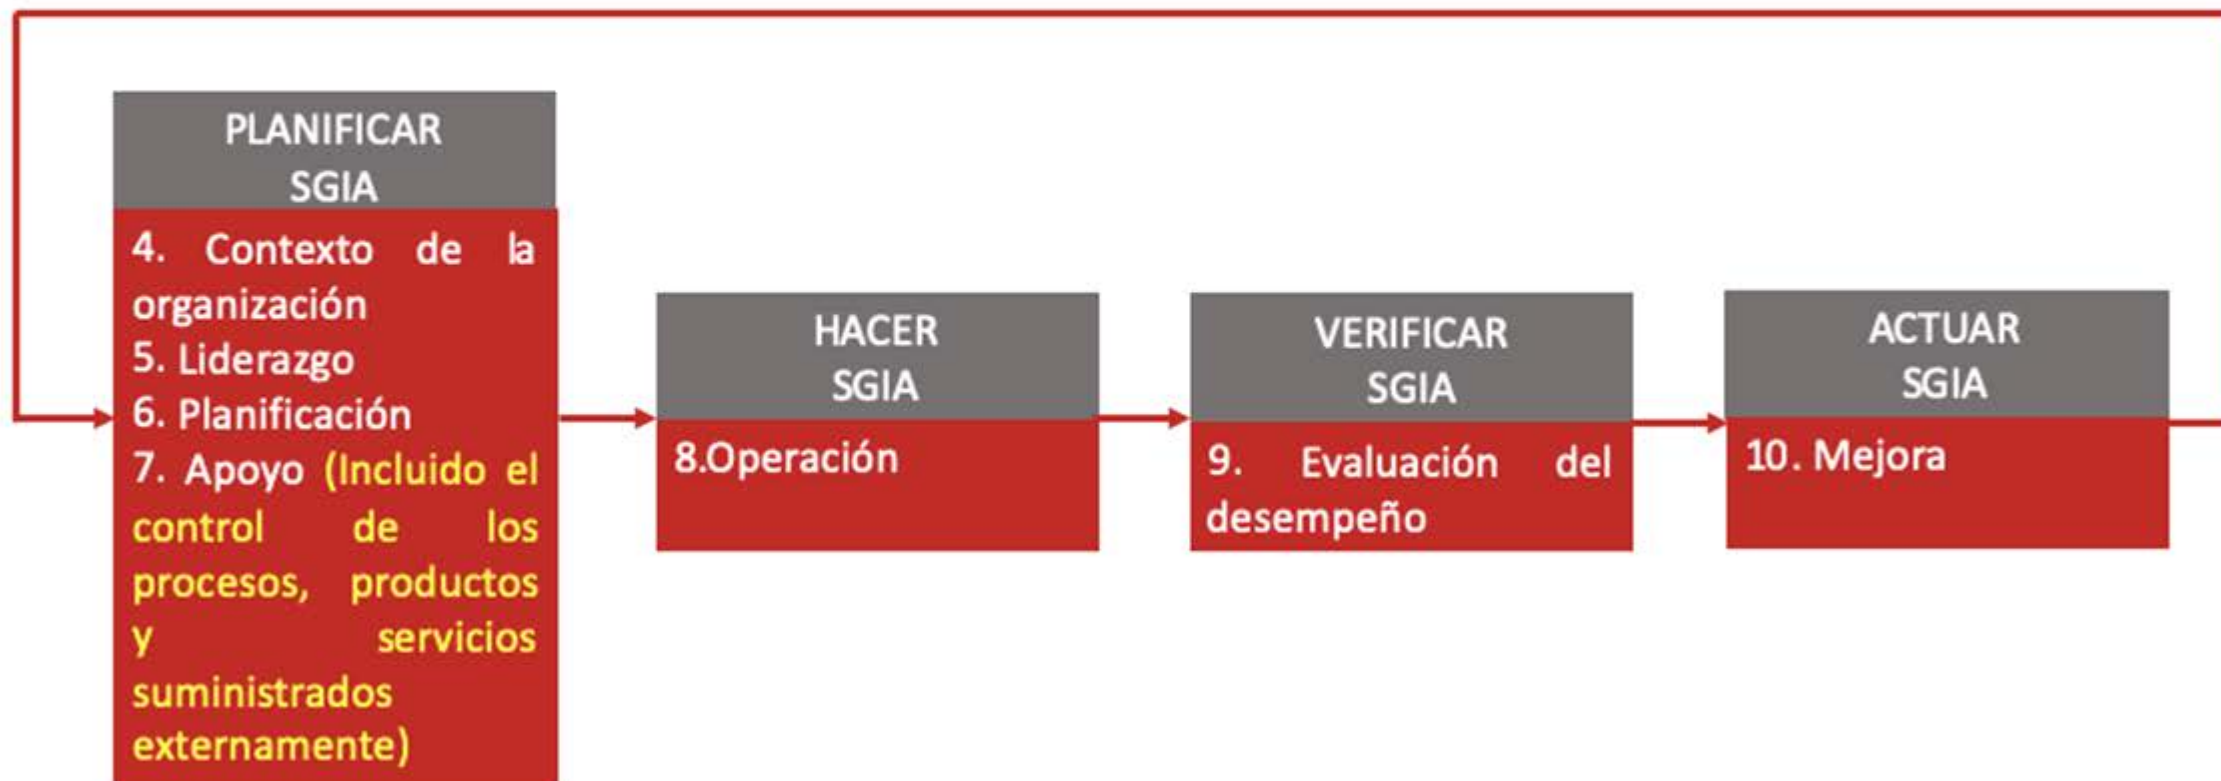 PLANIFICAR
SGIA
4. Contexto de la
organización
5. Liderazgo
6. Planificación
7. Apoyo (Incluido el
control de los
procesos, productos
y servicios
suministrados
externamente)
HACER
SGIA
8.Operación
VERIFICAR
SGIA
9. Evaluación del
desempeño
ACTUAR
SGIA
10. Mejora